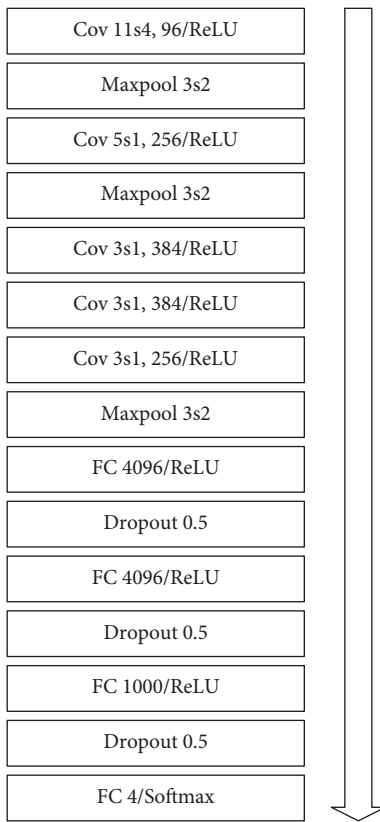 Cov 11s4, 96/ReLU
Maxpool 3s2
Cov 5s1, 256/ReLU
Maxpool 3s2
Cov 3s1, 384/ReLU
Cov 3s1, 384/ReLU
Cov 3s1, 256/ReLU
Maxpool 3s2
FC 4096/ReLU
Dropout 0.5
FC 4096/ReLU
Dropout 0.5
FC 1000/ReLU
Dropout 0.5
FC 4/Softmax